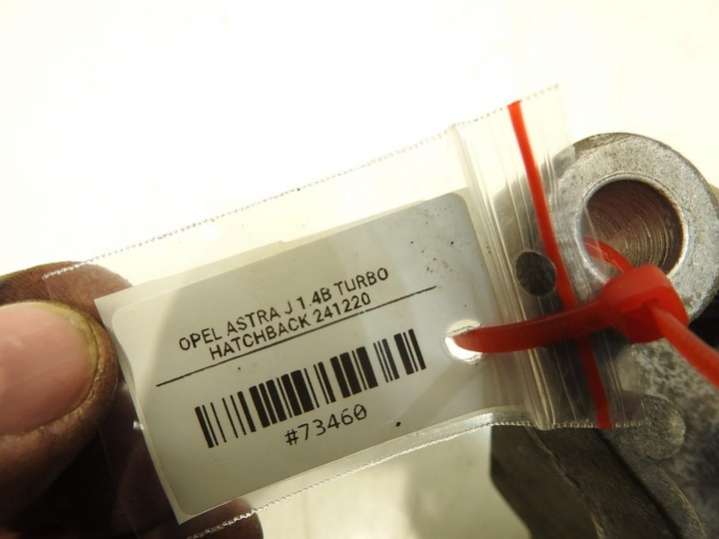 OPEL ASTRA J 1.4B TURBO
HATCHBACK 241220
#73460